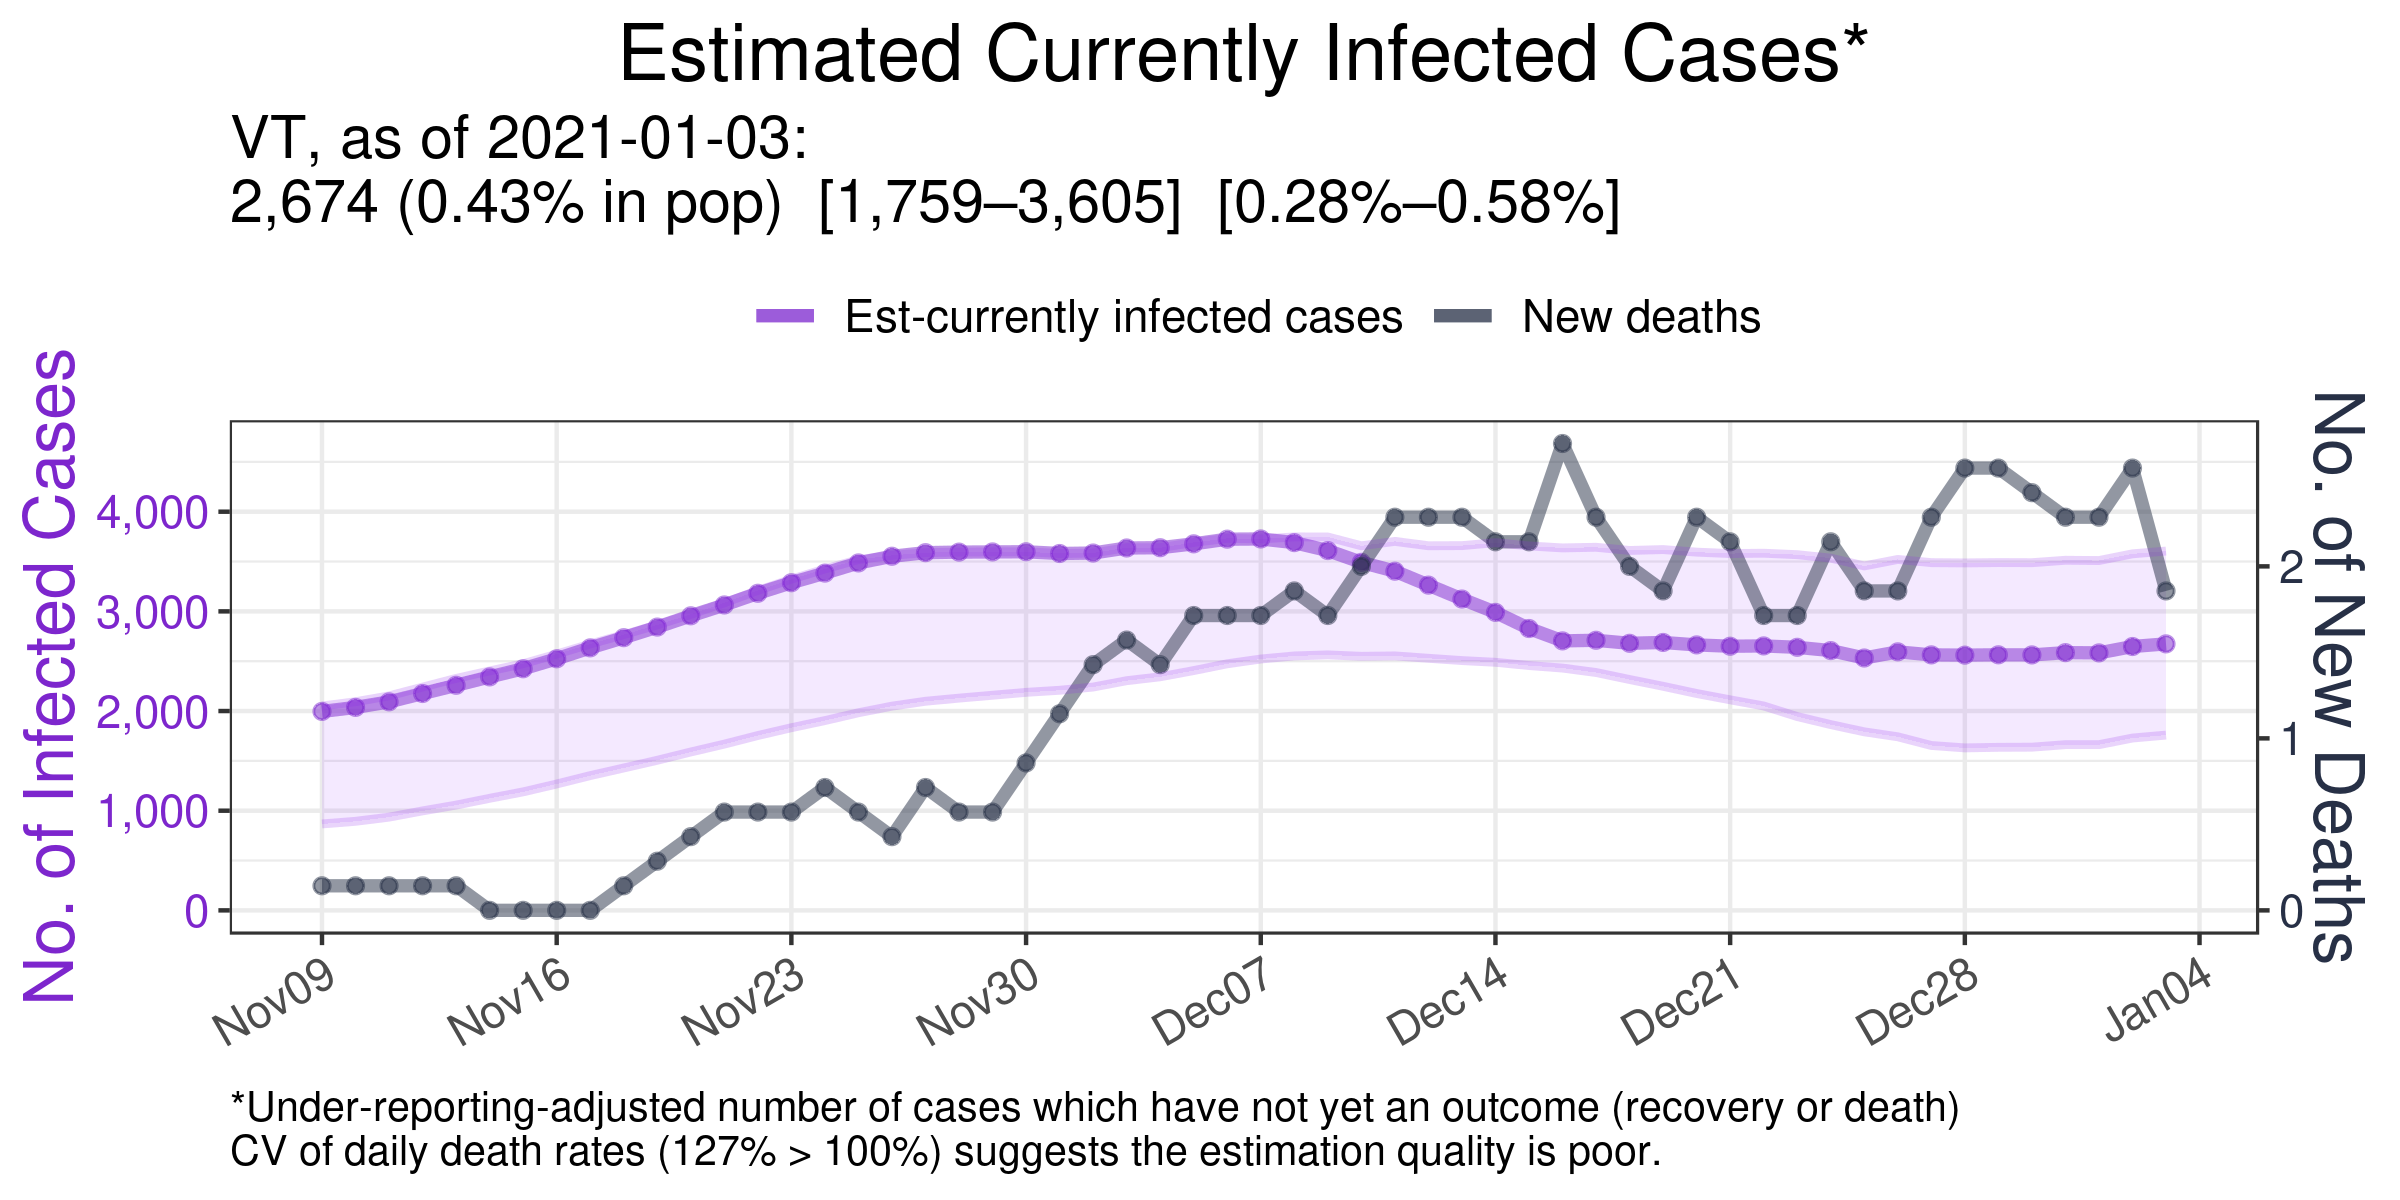 Estimated Currently Infected Cases*
VT, as of 2021-01-03:
2,674 (0.43% in pop)  [1,759–3,605]  [0.28%–0.58%]
Est-currently infected cases
New deaths
No. of Infected Cases
4,000
3,000
2,000
1,000
0
No. of New Deaths
2
1
0
Nov09
Nov16
Nov23
Nov30
Dec07
Dec14
Dec21
Dec28
Jan04
*Under-reporting-adjusted number of cases which have not yet an outcome (recovery or death)
CV of daily death rates (127% > 100%) suggests the estimation quality is poor.